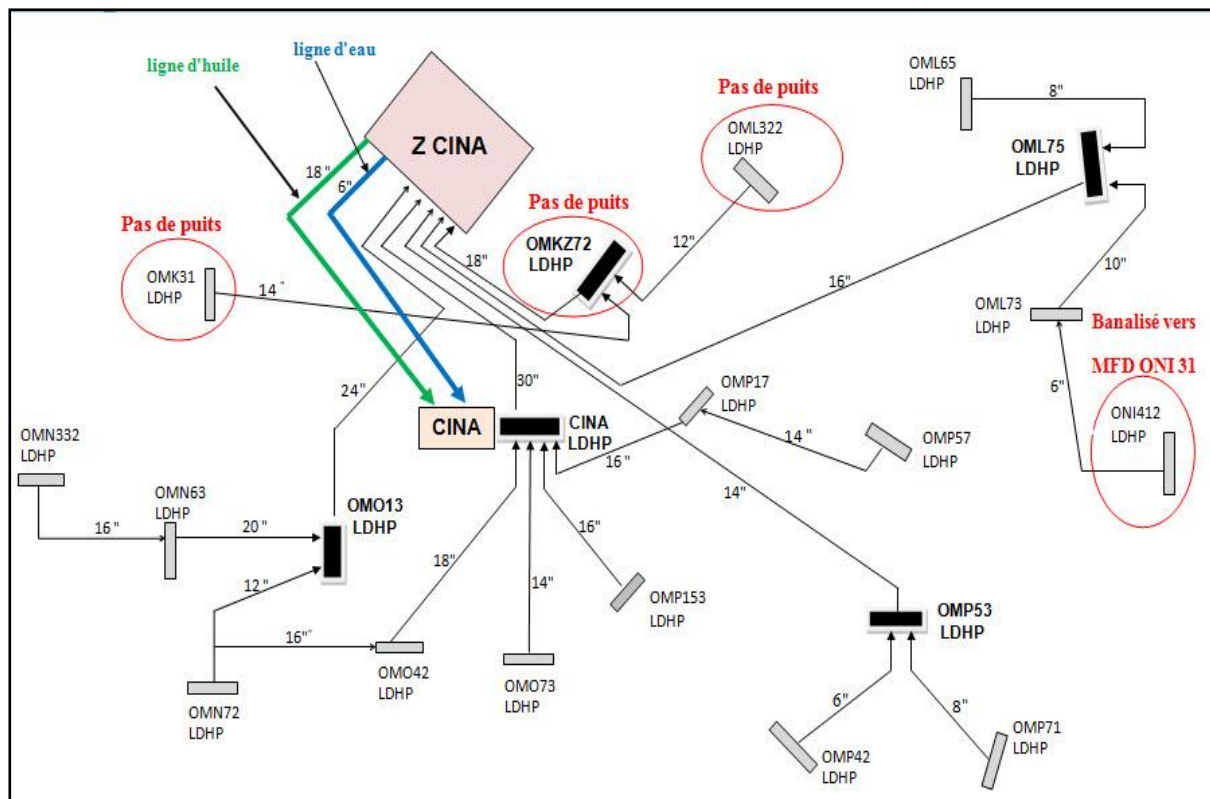 ligne d'huile
ligne d'eau
Z CINA
18"
6"
Pas de puits
OMK31
LDHP
14 "
Pas de puits
OMKZ72
LDHP
18"
Pas de puits
OML322
LDHP
12"
OML65
LDHP
8"
OML75
LDHP
16"
10"
OML73
LDHP
Banalisé vers
MFD ONI 31
ONI412
LDHP
6"
24"
30"
CINA
CINA
LDHP
OMP17
LDHP
16 "
14 "
OMP57
LDHP
14"
OMN332
LDHP
16 "
OMN63
LDHP
20 "
OMO13
LDHP
12 "
16"
OMN72
LDHP
OMO42
LDHP
18"
14"
OMO73
LDHP
16"
OMP153
LDHP
OMP53
LDHP
6"
8"
OMP42
LDHP
OMP71
LDHP